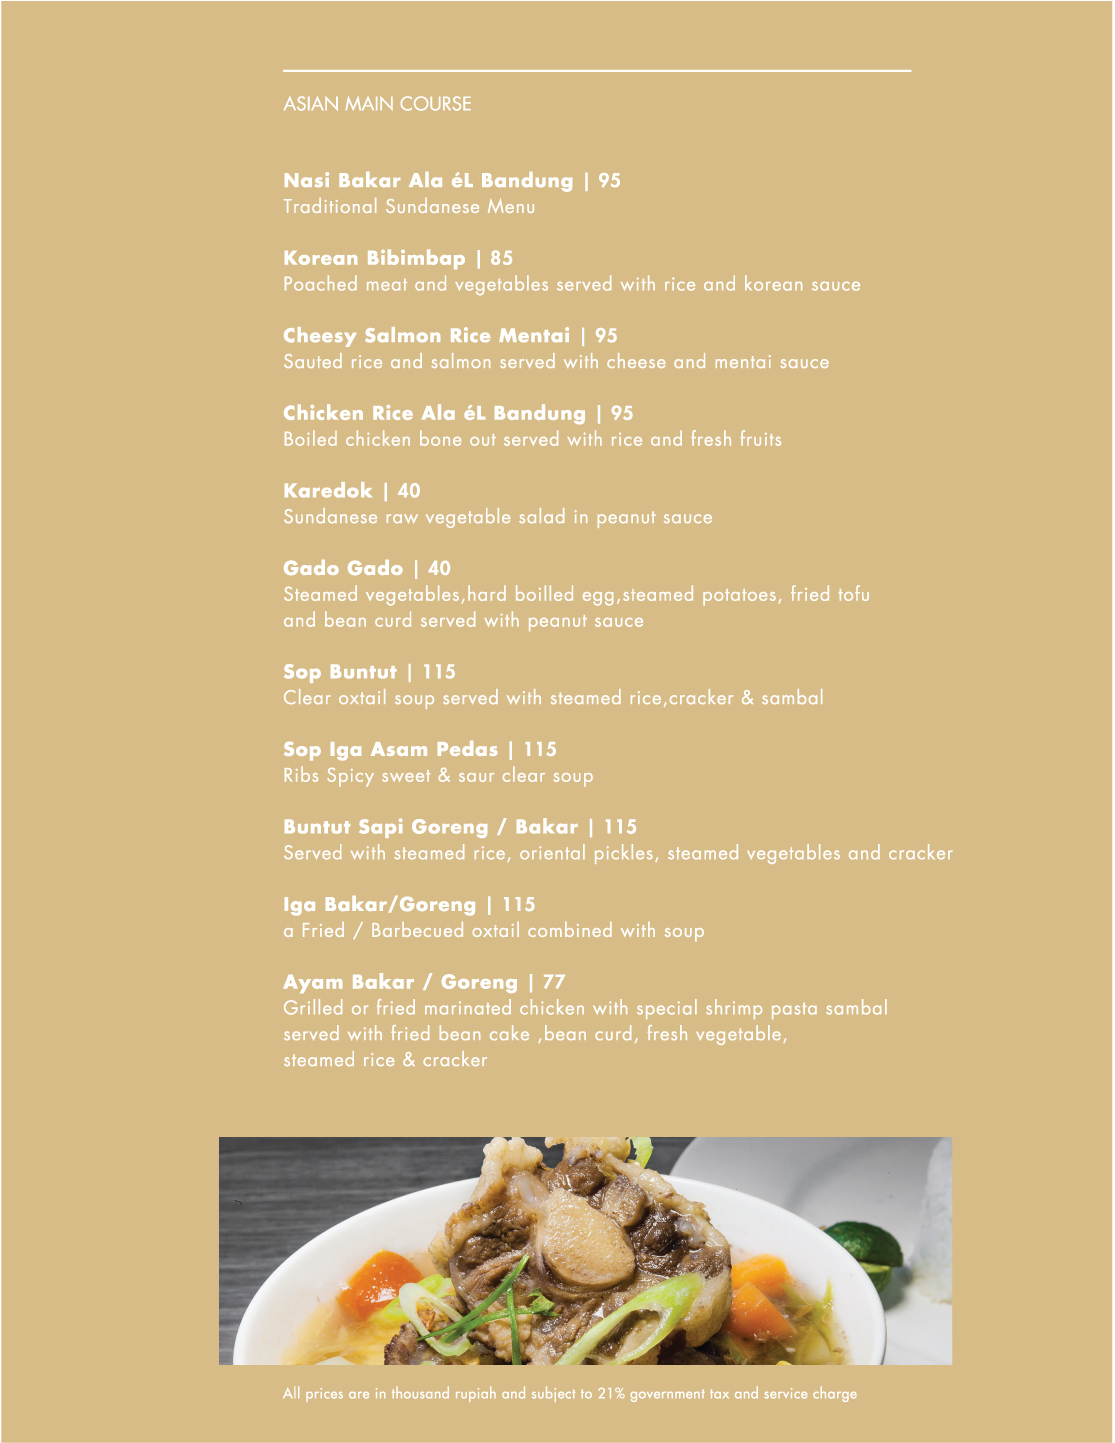 ASIAN MAIN COURSE
Nasi Bakar Ala éL Bandung | 95
Traditional Sundanese Menu
Korean Bibimbap | 85
Poached meat and vegetables served with rice and korean sauce
Cheesy Salmon Rice Mentai | 95
Sauted rice and salmon served with cheese and mentai sauce
Chicken Rice Ala éL Bandung | 95
Boiled chicken bone out served with rice and fresh fruits
Karedok | 40
Sundanese raw vegetable salad in peanut sauce
Gado Gado | 40
Steamed vegetables,hard boilled egg,steamed potatoes, fried tofu
and bean curd served with peanut sauce
Sop Buntut | 115
Clear oxtail soup served with steamed rice,cracker & sambal
Sop Iga Asam Pedas | 115
Ribs Spicy sweet & saur clear soup
Buntut Sapi Goreng / Bakar | 115
Served with steamed rice, oriental pickles, steamed vegetables and cracker
Iga Bakar/Goreng | 115
a Fried / Barbecued oxtail combined with soup
Ayam Bakar / Goreng | 77
Grilled or fried marinated chicken with special shrimp pasta sambal
served with fried bean cake ,bean curd, fresh vegetable,
steamed rice & cracker
All prices are in thousand rupiah and subject to 21% government tax and service charge